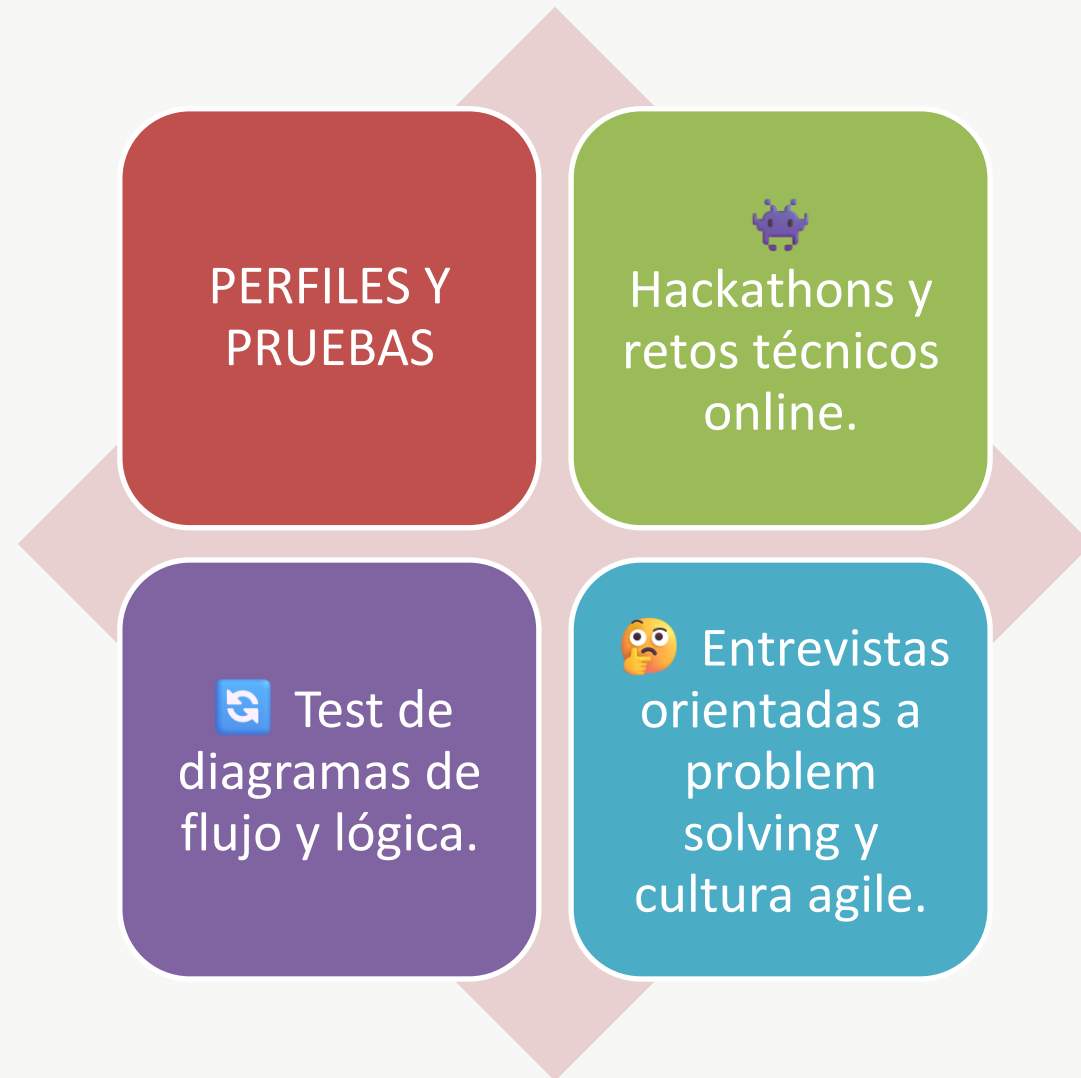 PERFILES Y
PRUEBAS
👾
Hackathons y
retos técnicos
online.
🔄 Test de
diagramas de
flujo y lógica.
🤔 Entrevistas
orientadas a
problem
solving y
cultura agile.